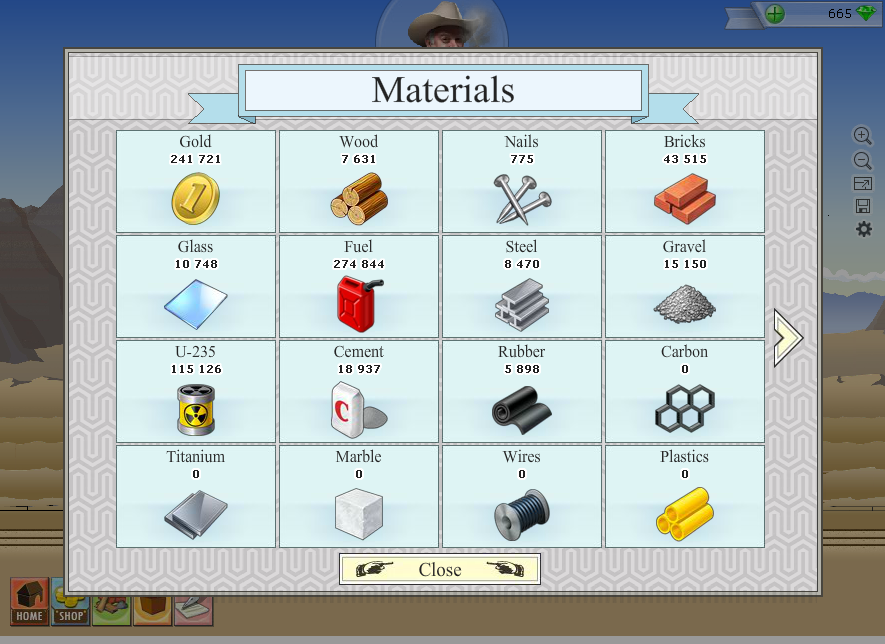 665
Materials
Gold
241 721
Wood
7 631
Nails
775
Bricks
43 515
Glass
10 748
Fuel
274 844
Steel
8 470
Gravel
15 150
U-235
115 126
Cement
18 937
Rubber
5 898
Carbon
0
Titanium
0
Marble
0
Wires
0
Plastics
0
1
C
Close
HOME
SHOP